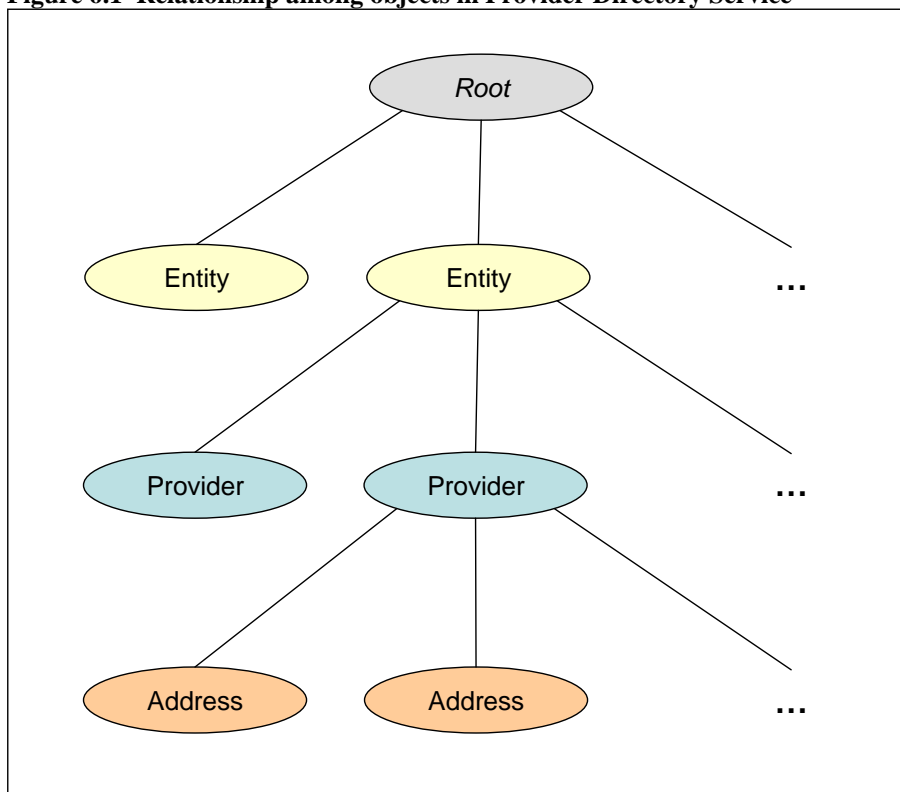 Figure 6.1 Relationship among objects in Provider Directory Service
Root
Entity
Entity
...
Provider
Provider
...
Address
Address
...